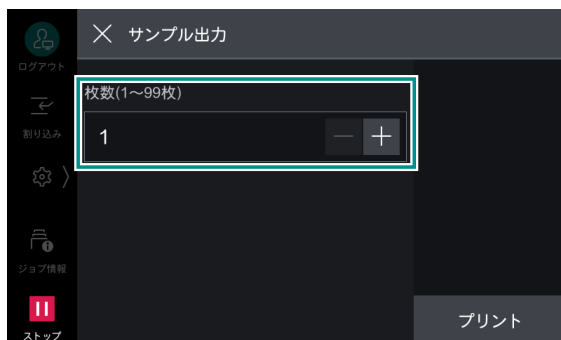 サンプル出力
ログアウト
枚数(1～99枚)
1
割り込み
ジョブ情報
ストップ
プリント